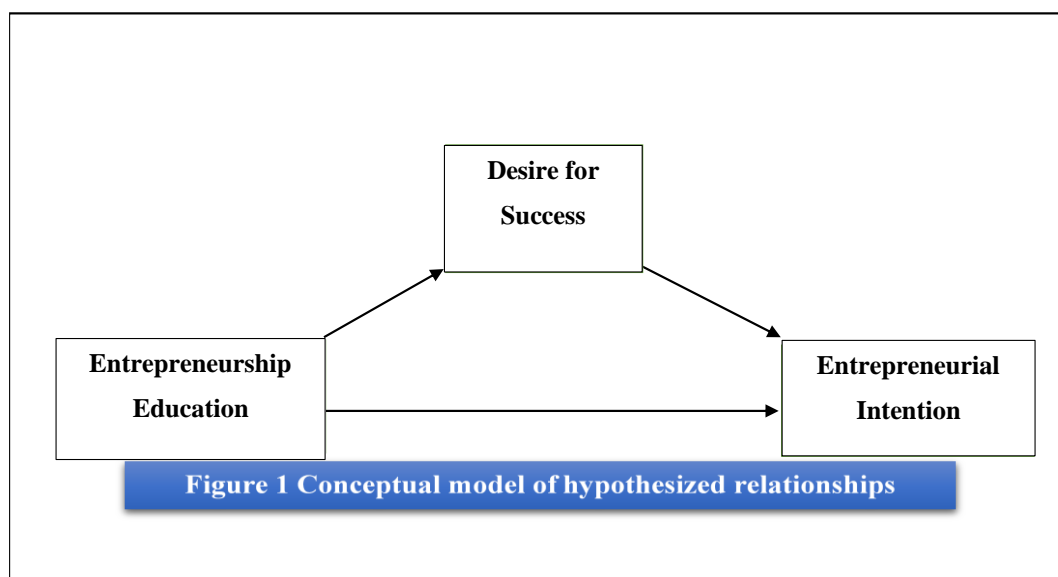 Desire for
Success
Entrepreneurship
Education
Entrepreneurial
Intention
Figure 1 Conceptual model of hypothesized relationships